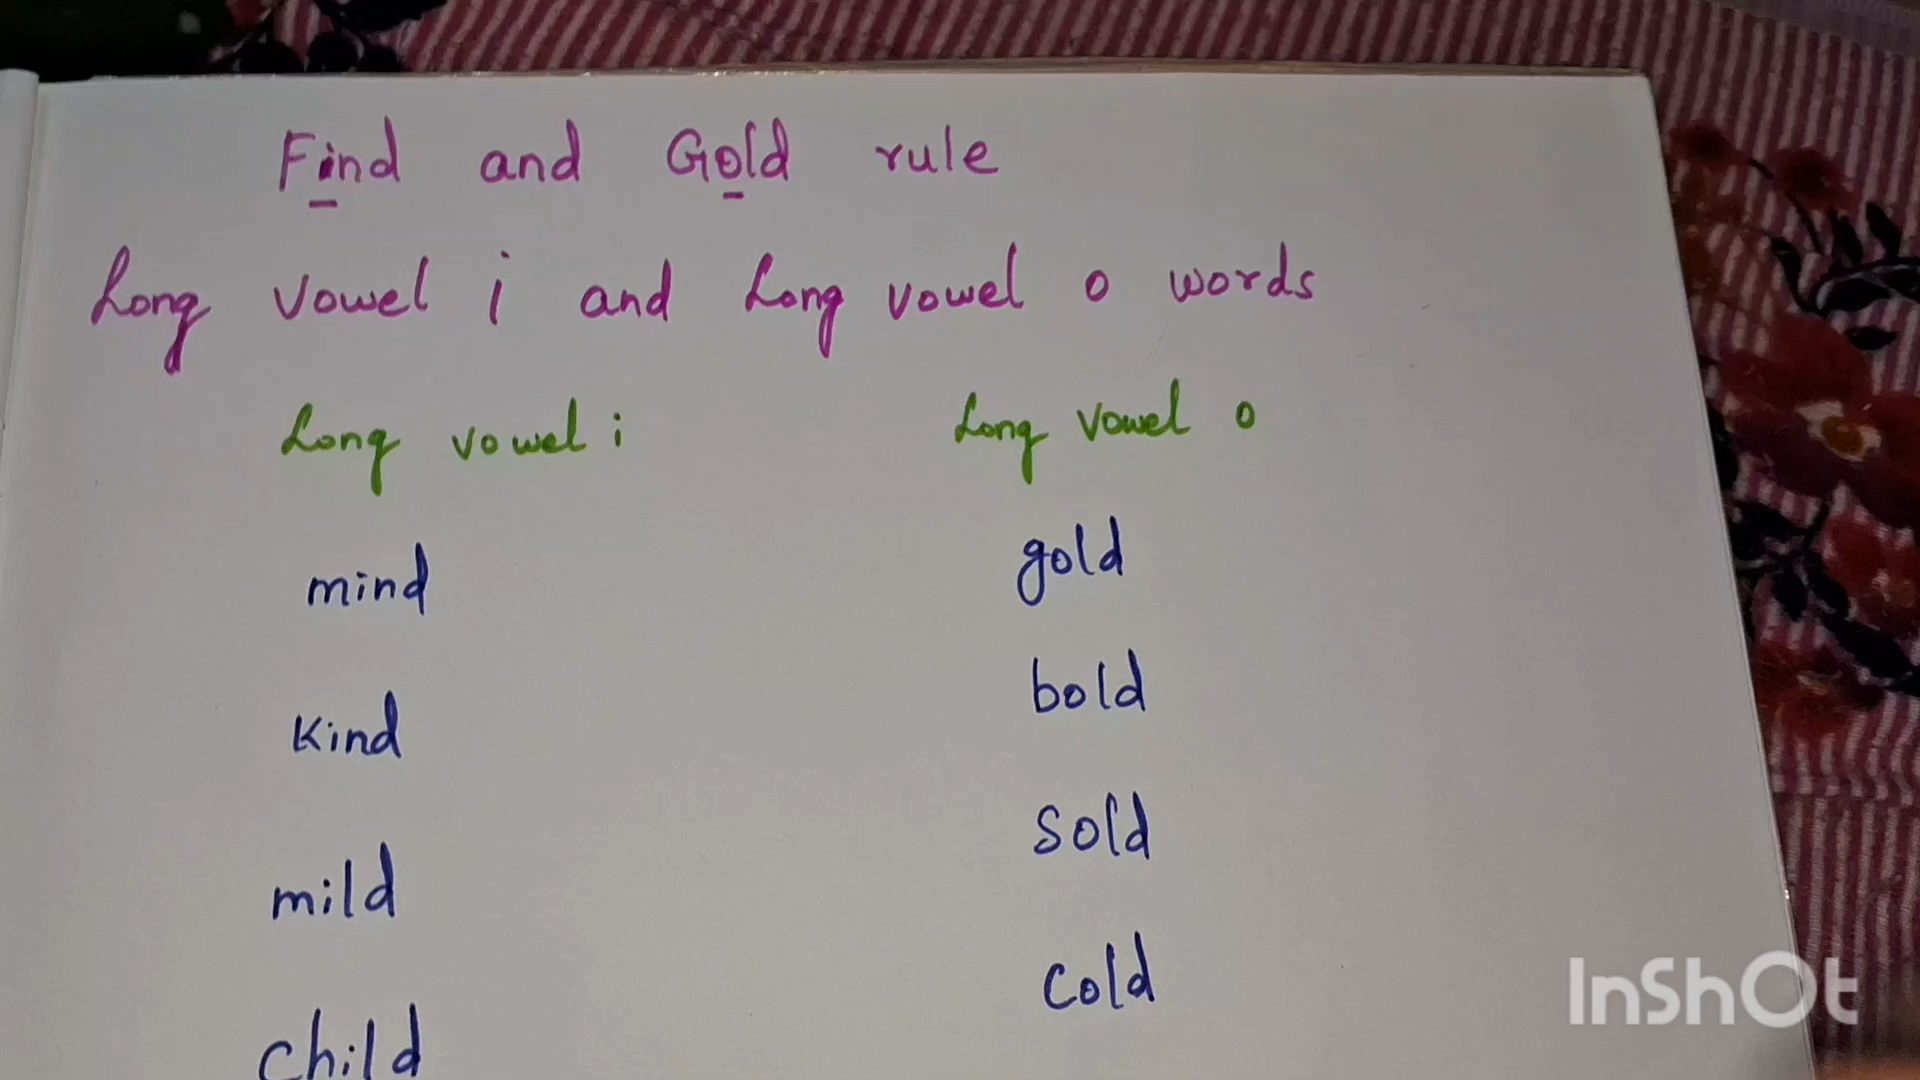 Find and Gold rule
Long vowel i and Long vowel o words
Long vowel i
Long vowel o
mind
gold
kind
bold
mild
sold
child
cold
InShOt